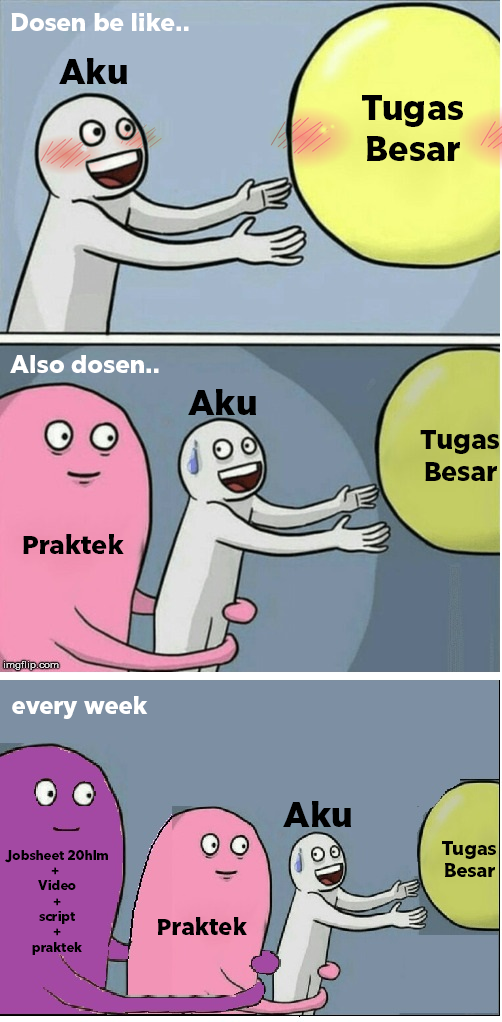 Dosen be like..
Aku
Tugas
Besar
Also dosen..
Aku
Tugas
Besar
Praktek
imgflip.com
every week
Aku
Tugas
Besar
Jobsheet 20hlm
+
Video
+
script
+
praktek
Praktek